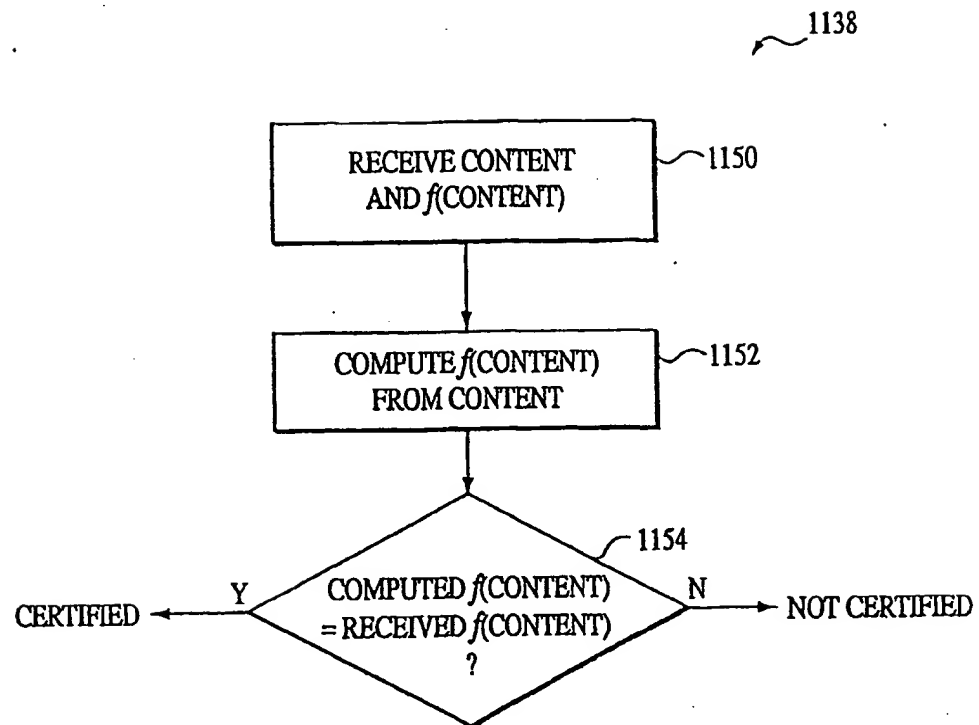 1138
RECEIVE CONTENT
AND f(CONTENT)
1150
COMPUTE f(CONTENT)
FROM CONTENT
1152
1154
COMPUTED f(CONTENT)
= RECEIVED f(CONTENT)
?
Y
CERTIFIED
N
NOT CERTIFIED